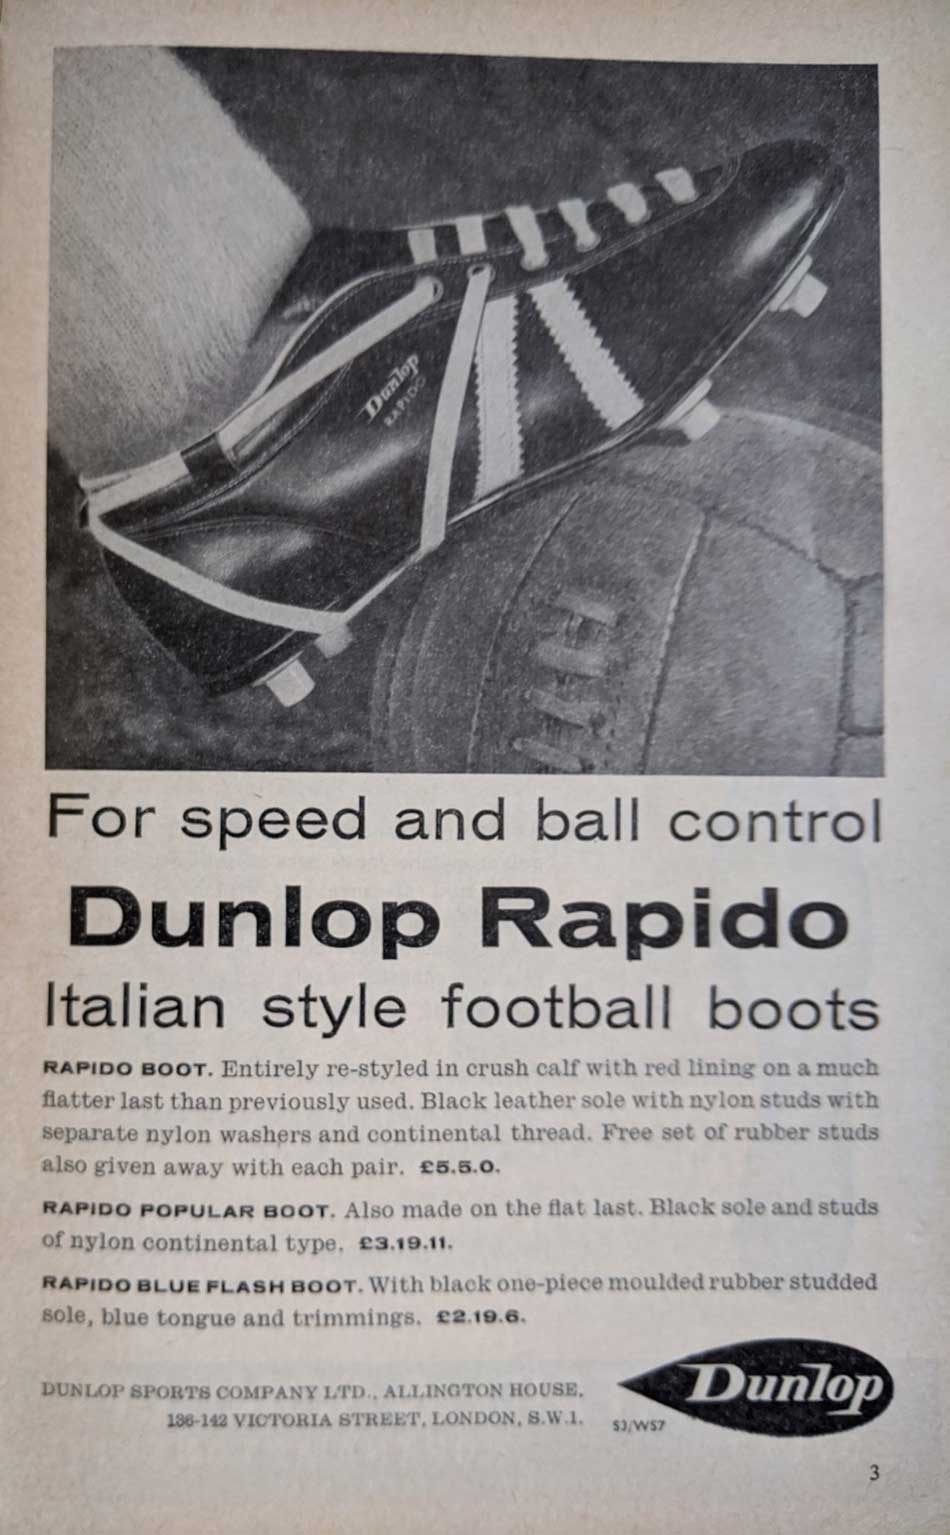 Dunlop
RAPIDO
For speed and ball control
Dunlop Rapido
Italian style football boots
RAPIDO BOOT. Entirely re-styled in crush calf with red lining on a much
flatter last than previously used. Black leather sole with nylon studs with
separate nylon washers and continental thread. Free set of rubber studs
also given away with each pair. £5.5.0.
RAPIDO POPULAR BOOT. Also made on the flat last. Black sole and studs
of nylon continental type. £3.19.11.
RAPIDO BLUE FLASH BOOT. With black one-piece moulded rubber studded
sole, blue tongue and trimmings. £2.19.6.
DUNLOP SPORTS COMPANY LTD., ALLINGTON HOUSE,
136-142 VICTORIA STREET, LONDON, S.W.1.
SJ/WS7
Dunlop
3